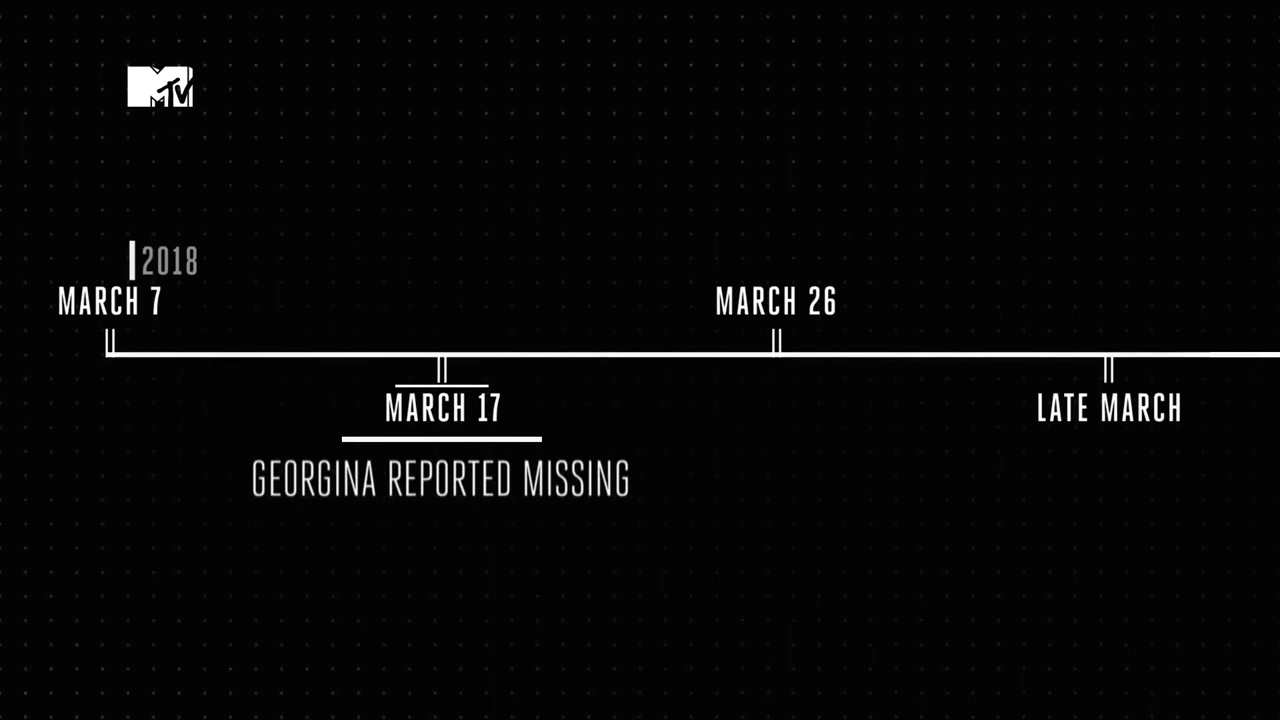 MTV
2018
MARCH 7
MARCH 26
MARCH 17
LATE MARCH
GEORGINA REPORTED MISSING